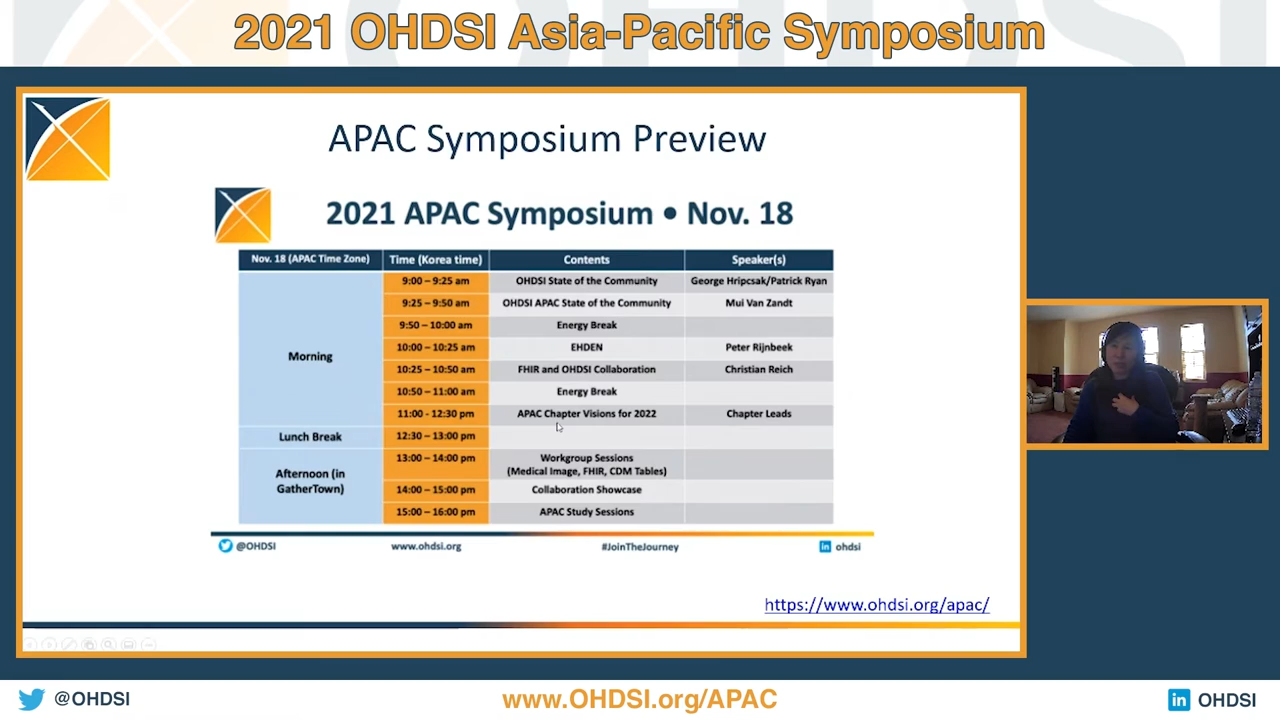 2021 OHDSI Asia-Pacific Symposium
APAC Symposium Preview
2021 APAC Symposium • Nov. 18
Nov. 18 (APAC Time Zone) Time (Korea time) Contents Speaker(s)
Morning
9:00 – 9:25 am OHDSI State of the Community George Hripcsak/Patrick Ryan
9:25 – 9:50 am OHDSI APAC State of the Community Mui Van Zandt
9:50 – 10:00 am Energy Break
10:00 – 10:25 am EHDEN Peter Rijnbeek
10:25 – 10:50 am FHIR and OHDSI Collaboration Christian Reich
10:50 – 11:00 am Energy Break
11:00 - 12:30 pm APAC Chapter Visions for 2022 Chapter Leads
Lunch Break 12:30 – 13:00 pm
Afternoon (in
GatherTown)
13:00 – 14:00 pm Workgroup Sessions
(Medical Image, FHIR, CDM Tables)
14:00 – 15:00 pm Collaboration Showcase
15:00 – 16:00 pm APAC Study Sessions
@OHDSI www.ohdsi.org #JoinTheJourney in ohdsi
https://www.ohdsi.org/apac/
@OHDSI www.OHDSI.org/APAC in OHDSI